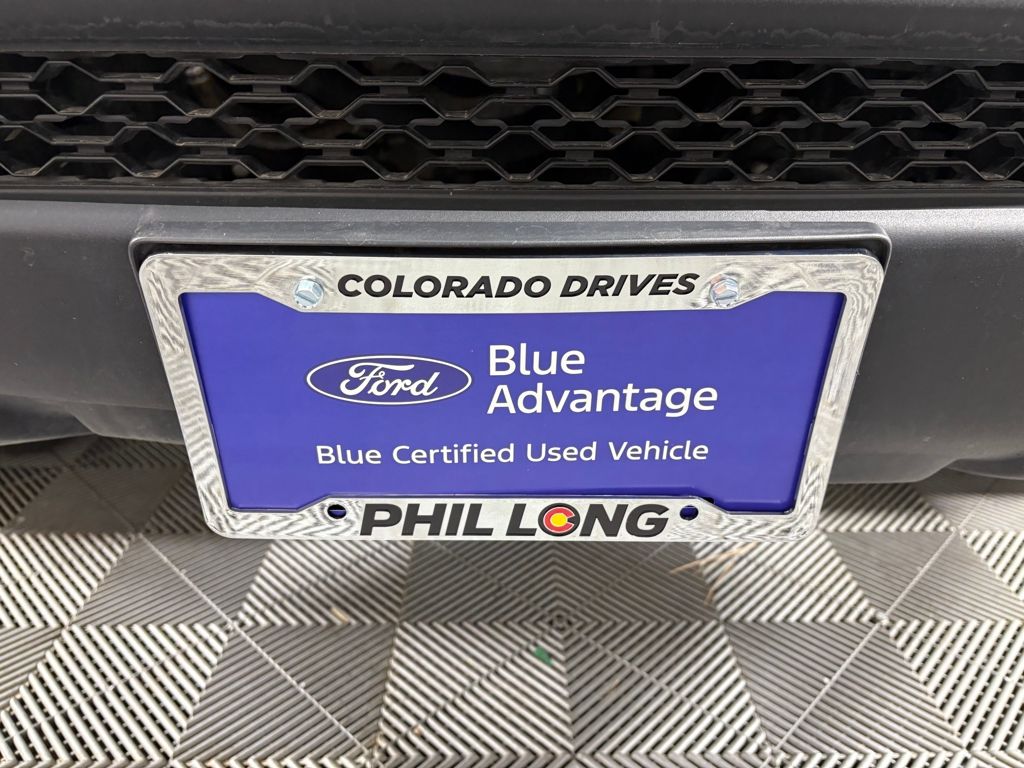 COLORADO DRIVES
Ford
Blue
Advantage
Blue Certified Used Vehicle
PHIL LONG